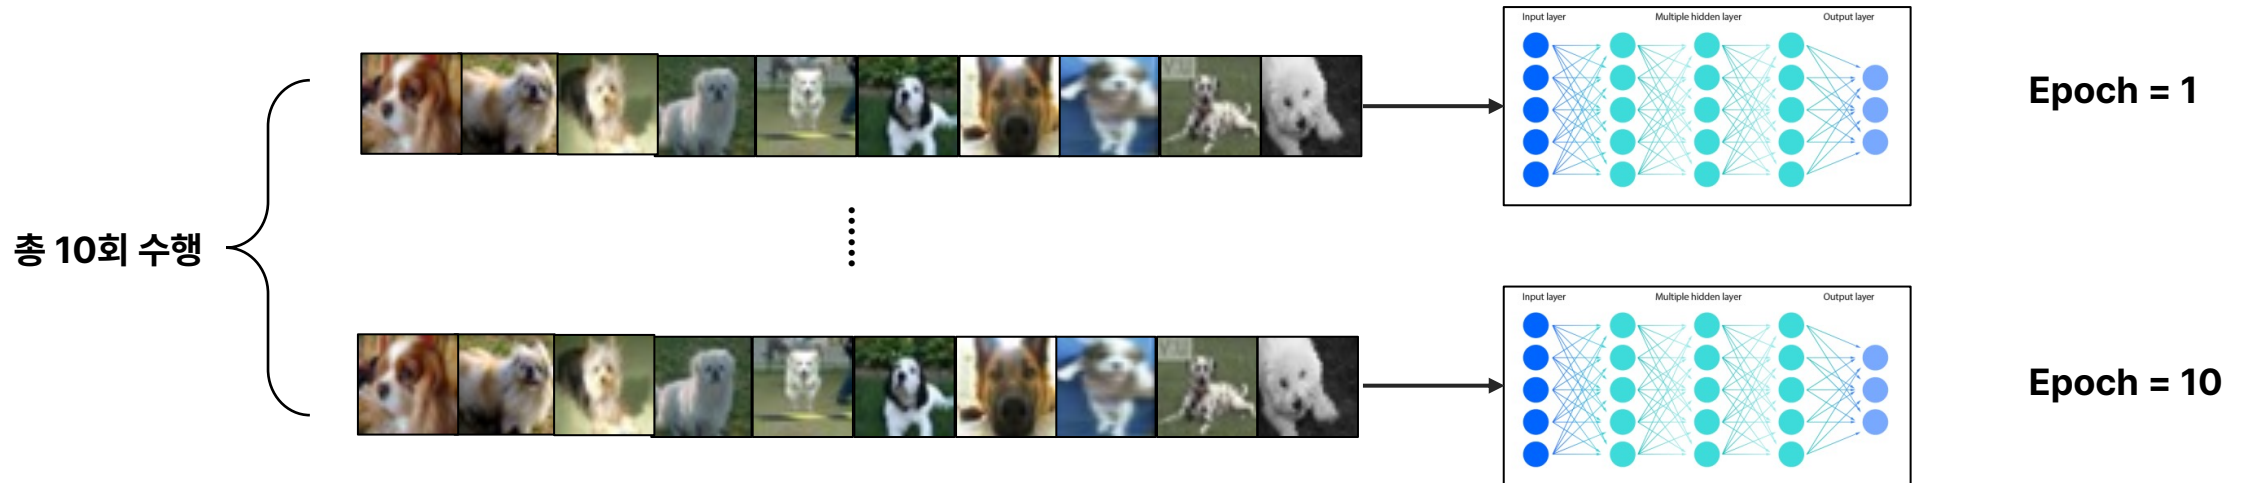 Input layer Multiple hidden layer Output layer
Epoch = 1
총 10회 수행
Input layer Multiple hidden layer Output layer
Epoch = 10